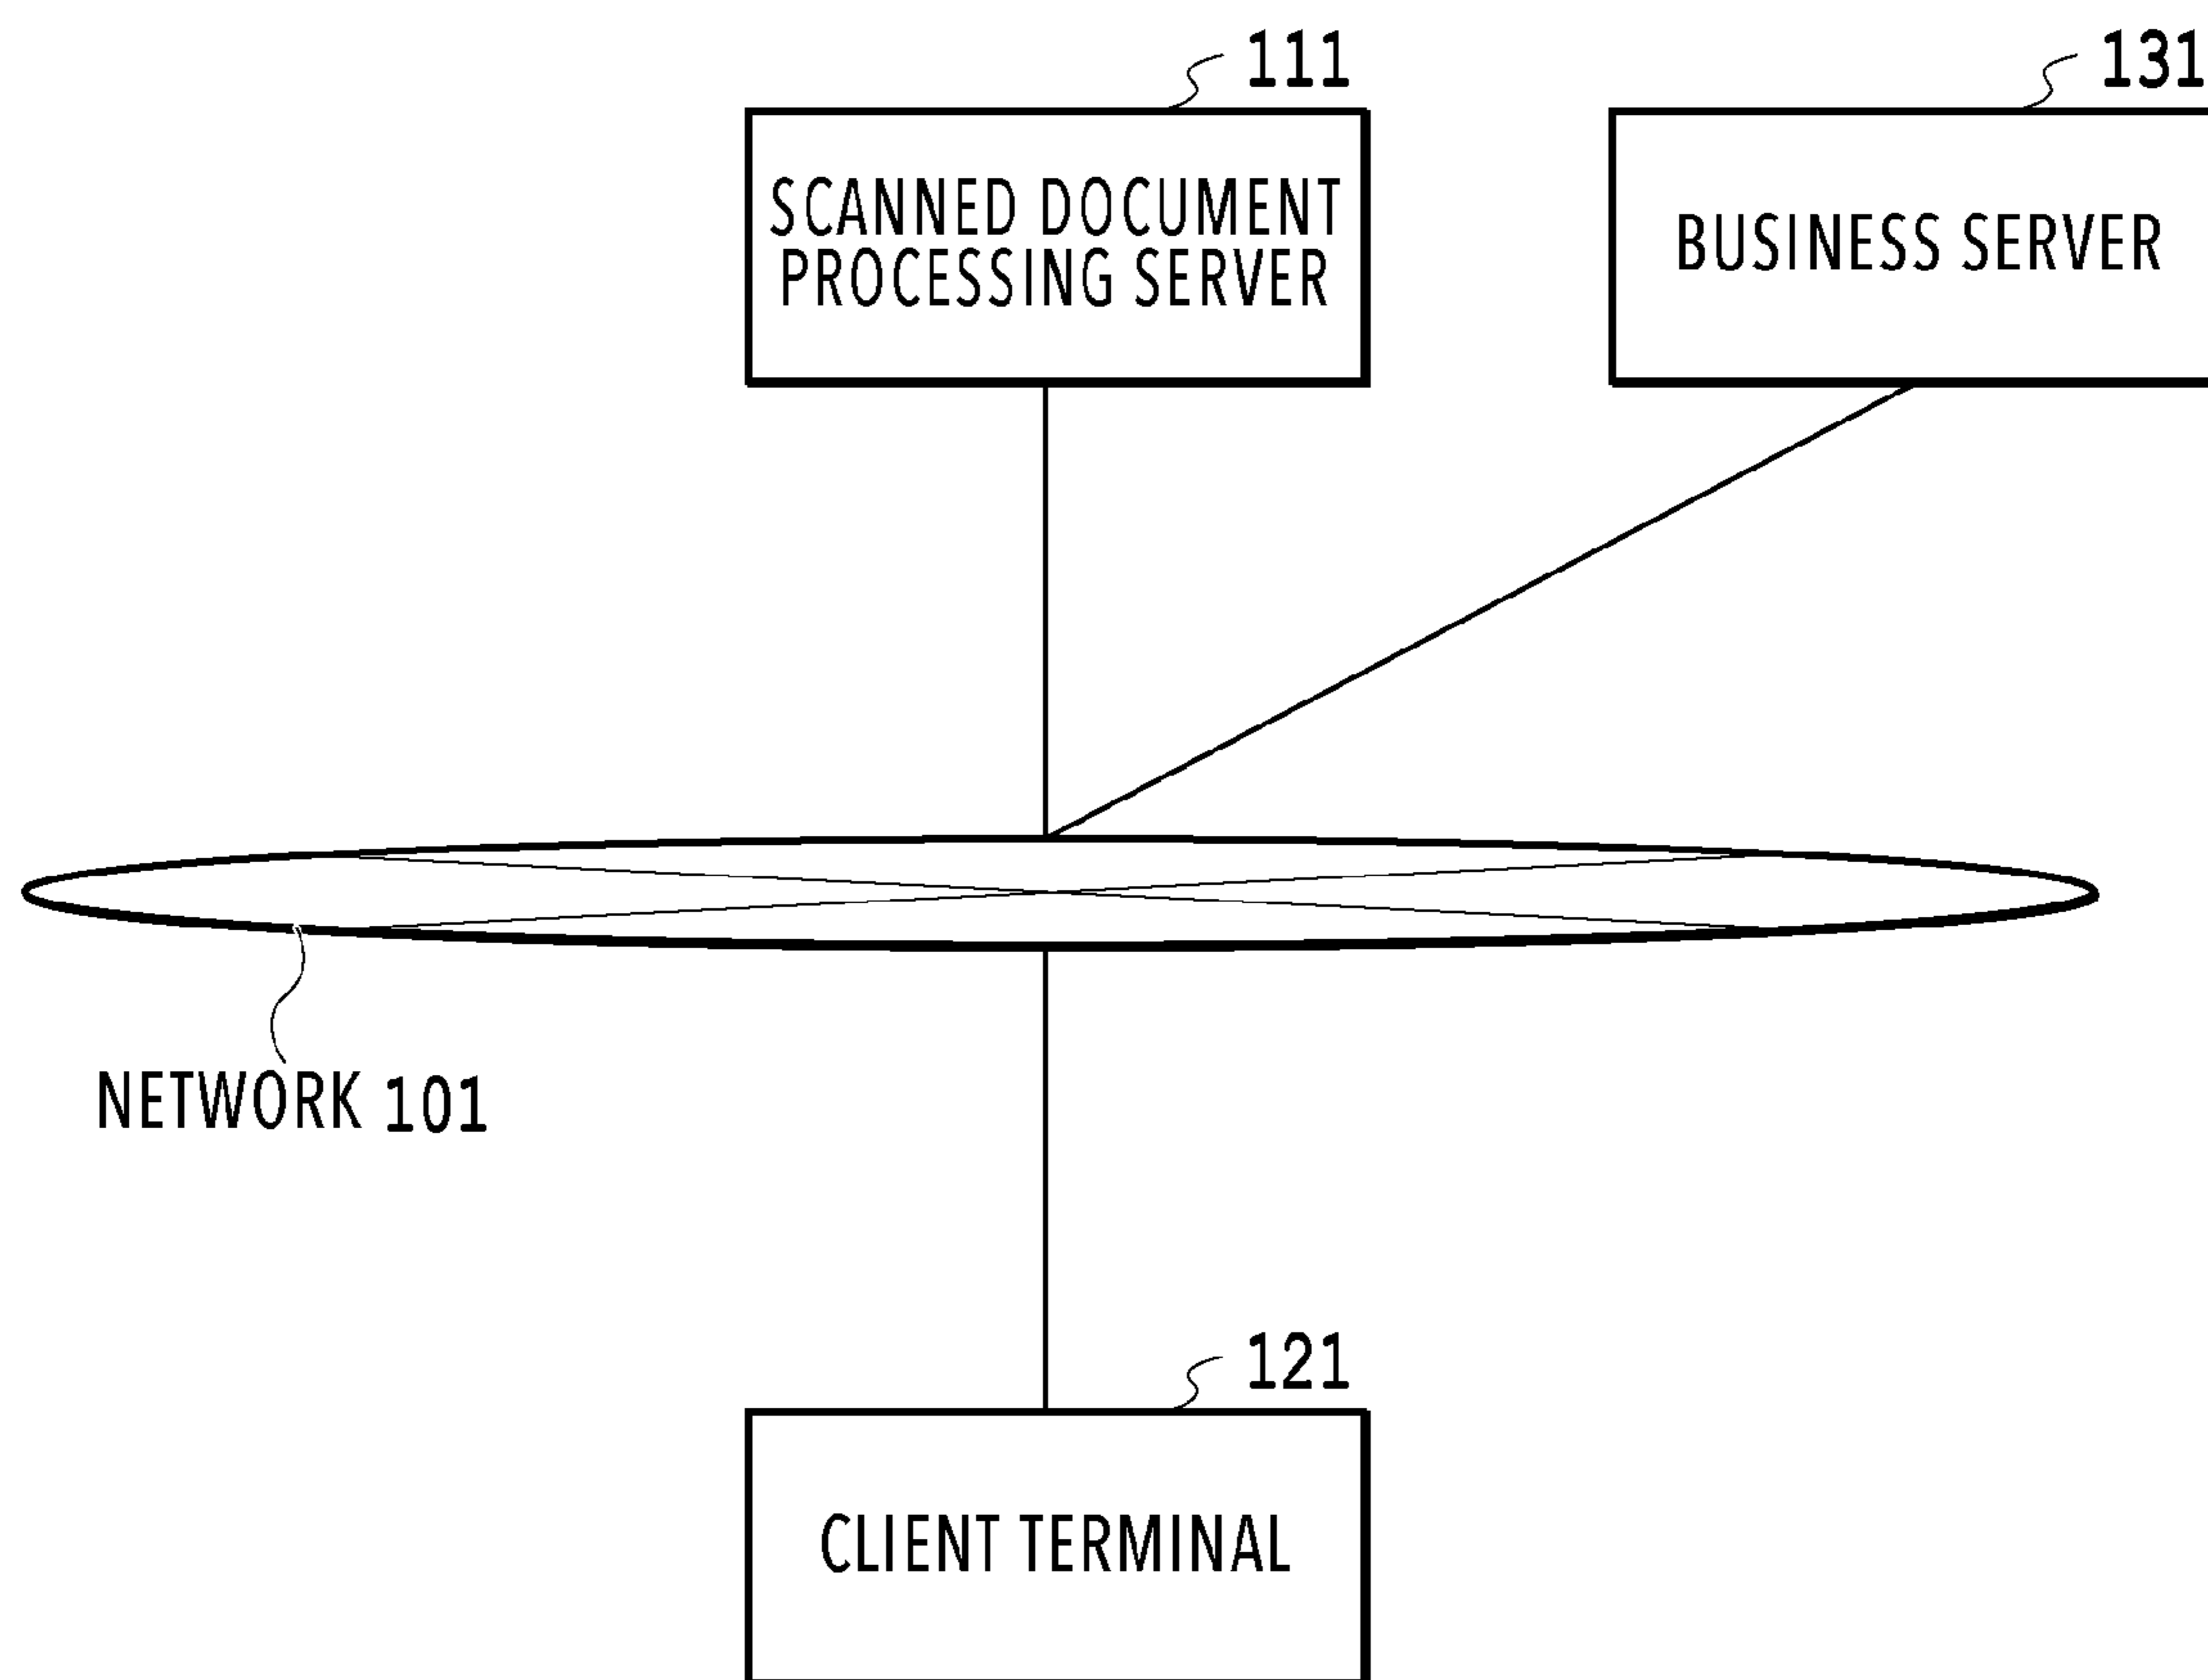 111
131
SCANNED DOCUMENT
PROCESSING SERVER
BUSINESS SERVER
NETWORK 101
121
CLIENT TERMINAL